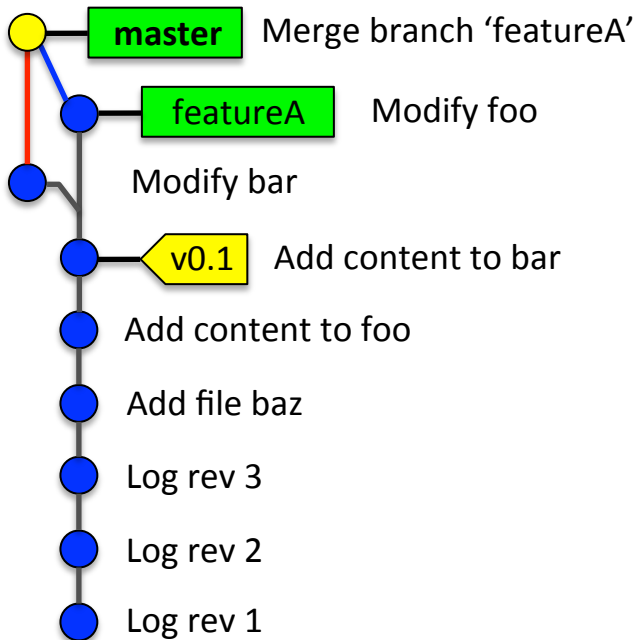 master Merge branch ‘featureA’
featureA Modify foo
Modify bar
v0.1 Add content to bar
Add content to foo
Add file baz
Log rev 3
Log rev 2
Log rev 1